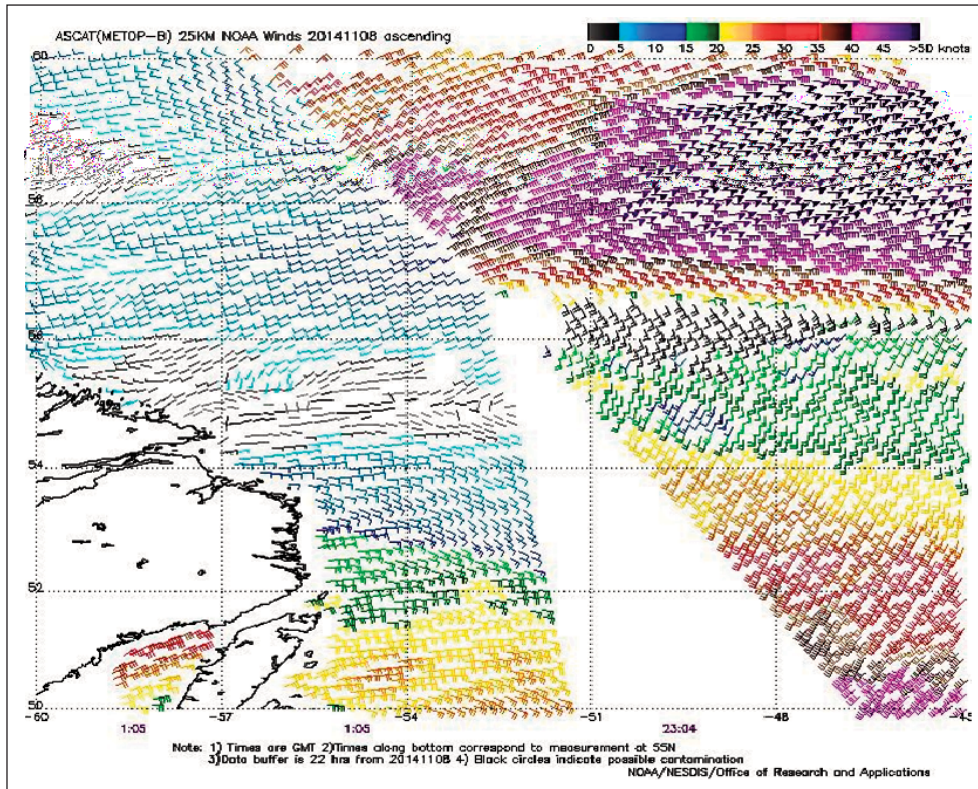 ASCAT(METOP-B) 25KM NOAA Winds 20141108 ascending
0 5 10 15 20 25 30 35 40 45 >50 knots
60
58
56
54
52
50
-60 -57 -54 -51 -48 -45
1:05 1:05 23:04
Note: 1) Times are GMT 2)Times along bottom correspond to measurement at 55N
3)Data buffer is 22 hrs from 20141108 4) Black circles indicate possible contamination
NOAA/NESDIS/Office of Research and Applications